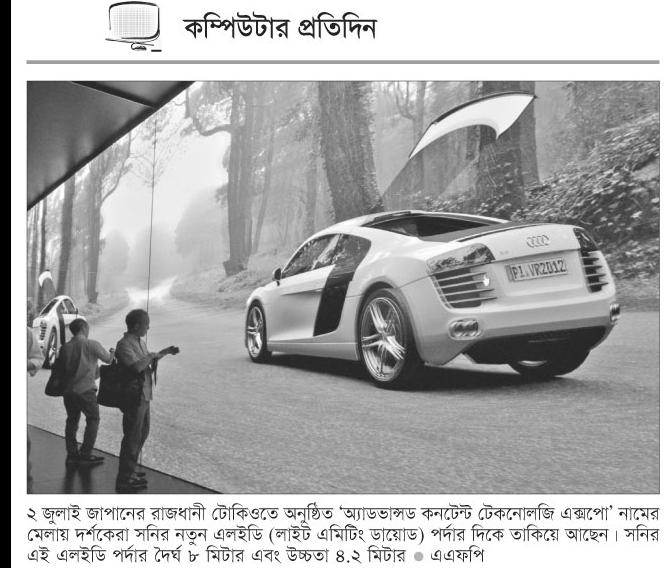 কম্পিউটার প্রতিদিন
PI VR2012
২ জুলাই জাপানের রাজধানী টোকিওতে অনুষ্ঠিত ‘অ্যাডভান্সড কনটেন্ট টেকনোলজি এক্সপো’ নামের
মেলায় দর্শকেরা সনির নতুন এলইডি (লাইট এমিটিং ডায়োড) পর্দার দিকে তাকিয়ে আছেন। সনির
এই এলইডি পর্দার দৈর্ঘ ৮ মিটার এবং উচ্চতা ৪.২ মিটার ● এএফপি